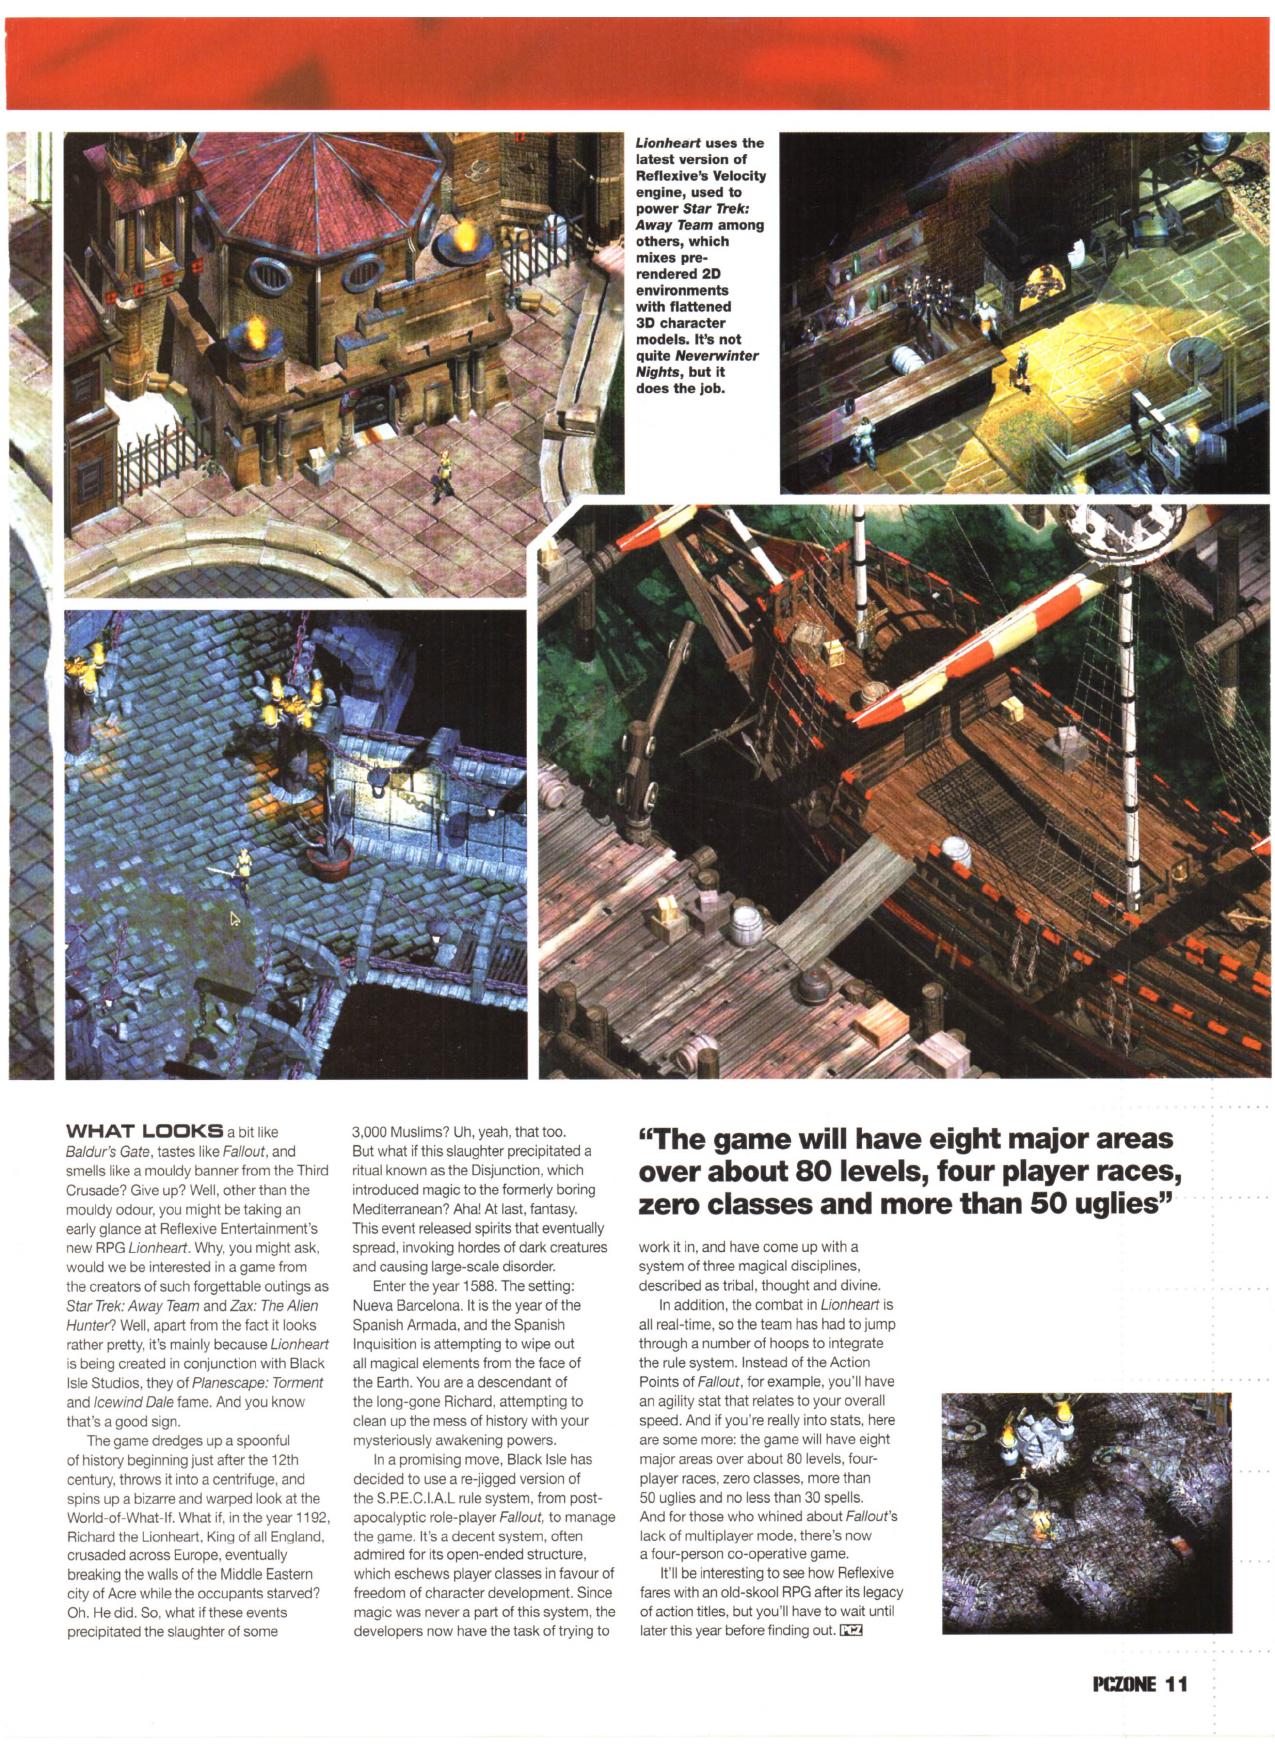 Lionheart uses the
latest version of
Reflexive's Velocity
engine, used to
power Star Trek:
Away Team among
others, which
mixes pre-
rendered 2D
environments
with flattened
3D character
models. It's not
quite Neverwinter
Nights, but it
does the job.
WHAT LOOKS a bit like
Baldur's Gate, tastes like Fallout, and
smells like a mouldy banner from the Third
Crusade? Give up? Well, other than the
mouldy odour, you might be taking an
early glance at Reflexive Entertainment's
new RPG Lionheart. Why, you might ask,
would we be interested in a game from
the creators of such forgettable outings as
Star Trek: Away Team and Zax: The Alien
Hunter? Well, apart from the fact it looks
rather pretty, it's mainly because Lionheart
is being created in conjunction with Black
Isle Studios, they of Planescape: Torment
and Icewind Dale fame. And you know
that's a good sign.
The game dredges up a spoonful
of history beginning just after the 12th
century, throws it into a centrifuge, and
spins up a bizarre and warped look at the
World-of-What-If. What if, in the year 1192,
Richard the Lionheart, King of all England,
crusaded across Europe, eventually
breaking the walls of the Middle Eastern
city of Acre while the occupants starved?
Oh. He did. So, what if these events
precipitated the slaughter of some
3,000 Muslims? Uh, yeah, that too.
But what if this slaughter precipitated a
ritual known as the Disjunction, which
introduced magic to the formerly boring
Mediterranean? Aha! At last, fantasy.
This event released spirits that eventually
spread, invoking hordes of dark creatures
and causing large-scale disorder.
Enter the year 1588. The setting:
Nueva Barcelona. It is the year of the
Spanish Armada, and the Spanish
Inquisition is attempting to wipe out
all magical elements from the face of
the Earth. You are a descendant of
the long-gone Richard, attempting to
clean up the mess of history with your
mysteriously awakening powers.
In a promising move, Black Isle has
decided to use a re-jigged version of
the S.P.E.C.I.A.L rule system, from post-
apocalyptic role-player Fallout, to manage
the game. It's a decent system, often
admired for its open-ended structure,
which eschews player classes in favour of
freedom of character development. Since
magic was never a part of this system, the
developers now have the task of trying to
“The game will have eight major areas
over about 80 levels, four player races,
zero classes and more than 50 uglies”
work it in, and have come up with a
system of three magical disciplines,
described as tribal, thought and divine.
In addition, the combat in Lionheart is
all real-time, so the team has had to jump
through a number of hoops to integrate
the rule system. Instead of the Action
Points of Fallout, for example, you'll have
an agility stat that relates to your overall
speed. And if you're really into stats, here
are some more: the game will have eight
major areas over about 80 levels, four-
player races, zero classes, more than
50 uglies and no less than 30 spells.
And for those who whined about Fallout's
lack of multiplayer mode, there's now
a four-person co-operative game.
It'll be interesting to see how Reflexive
fares with an old-skool RPG after its legacy
of action titles, but you'll have to wait until
later this year before finding out. PCZ
PCZONE 11